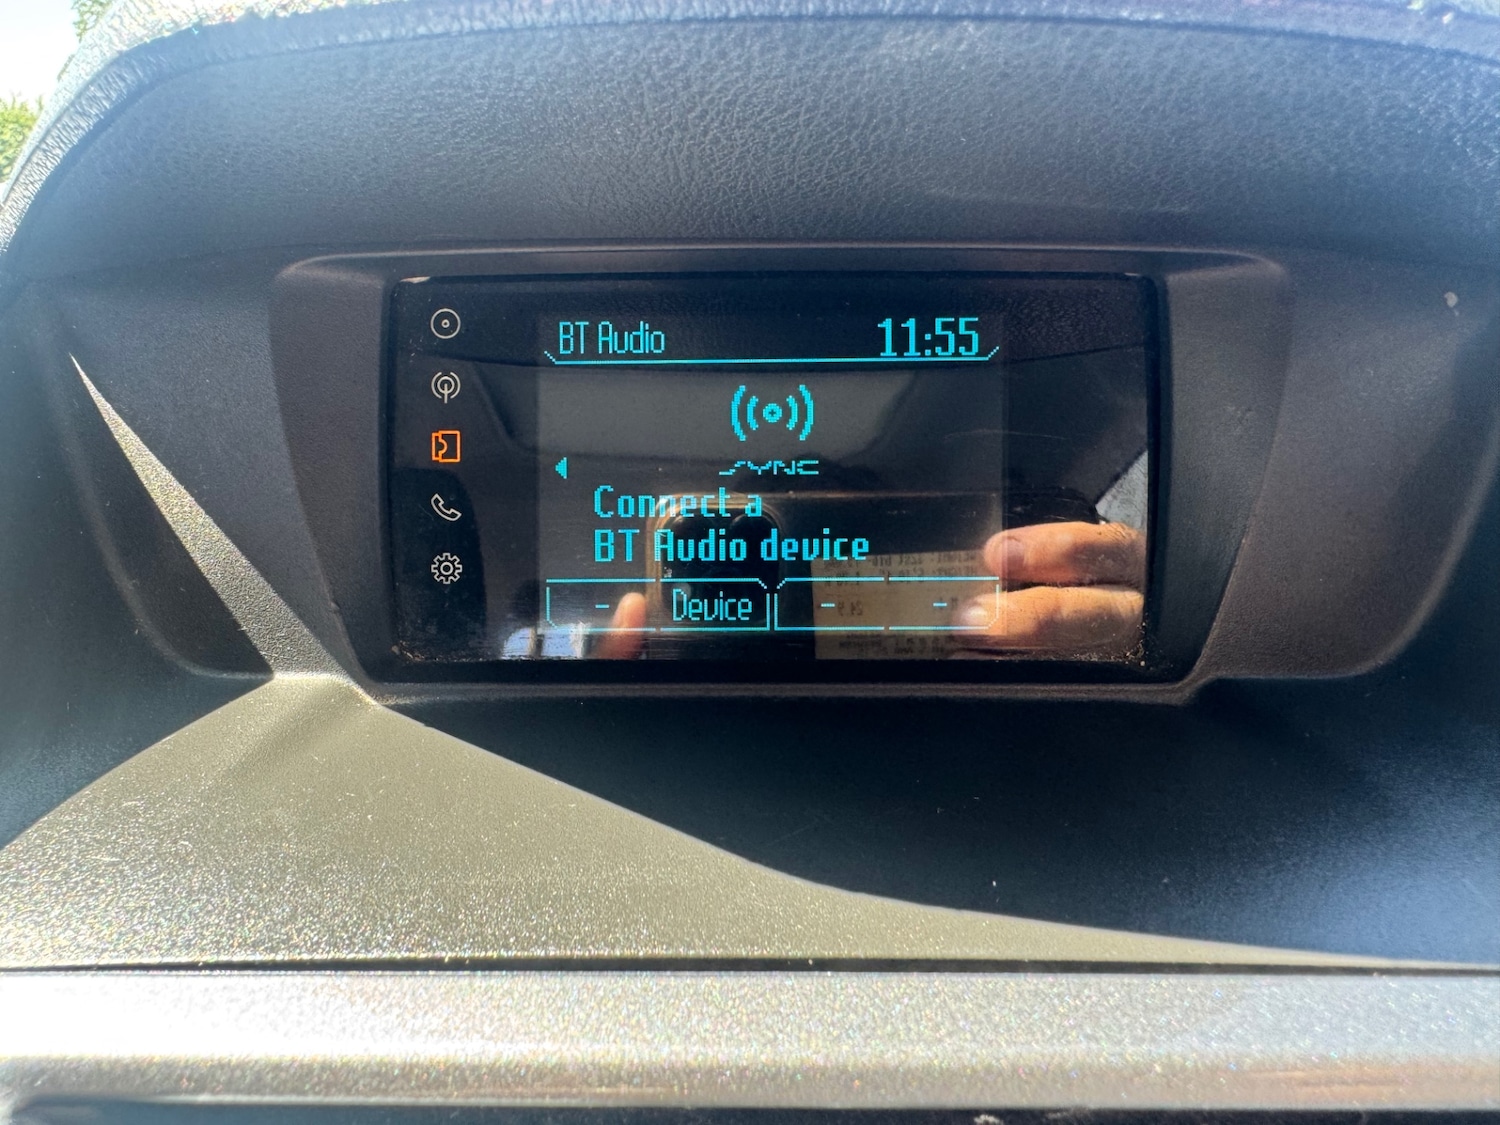 BT Audio 11:55
SYNC
Connect a
BT Audio device
- Device - -